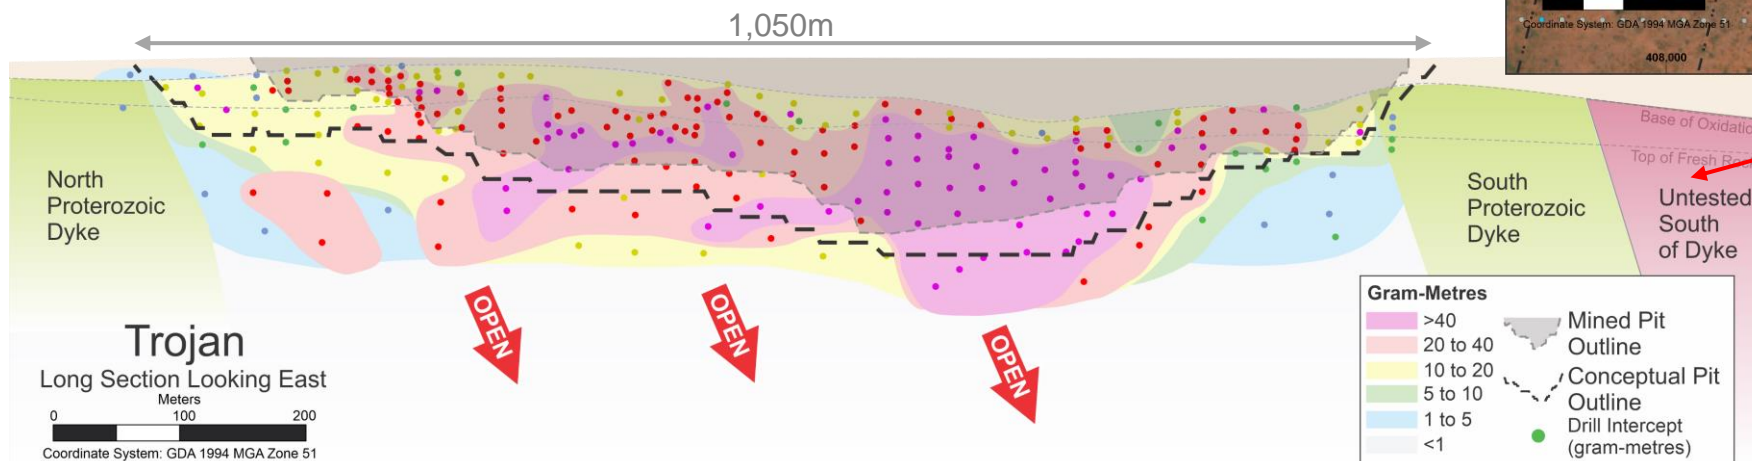 1,050m
Coordinate System: GDA 1994 MGA Zone 51
408,000
Base of Oxidatio
Top of Fresh Ro
North
Proterozoic
Dyke
South
Proterozoic
Dyke
Untested
South
of Dyke
OPEN
OPEN
OPEN
Trojan
Long Section Looking East
Meters
0 100 200
Coordinate System: GDA 1994 MGA Zone 51
Gram-Metres
>40
20 to 40
10 to 20
5 to 10
1 to 5
<1
Mined Pit
Outline
Conceptual Pit
Outline
Drill Intercept
(gram-metres)